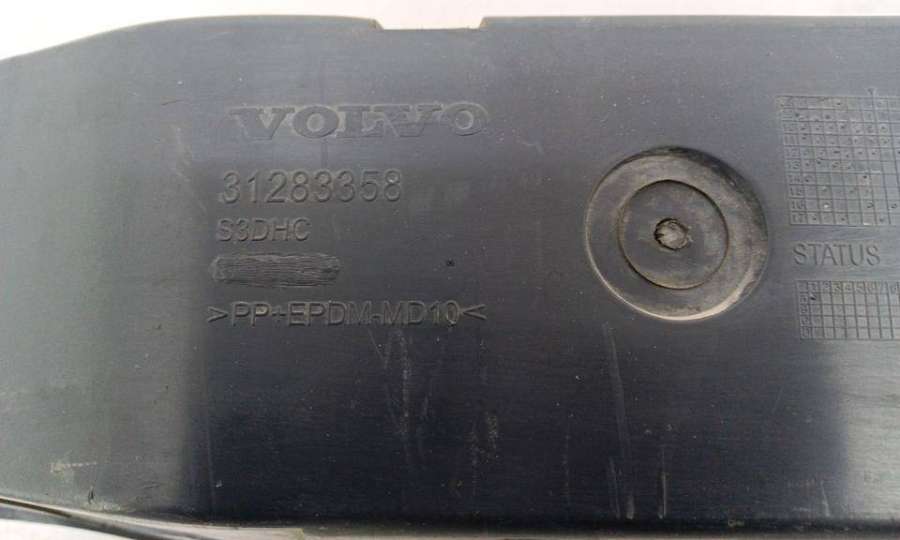 VOLVO
31283358
S3DHC
>PP+EPDM-MD10<
STATUS